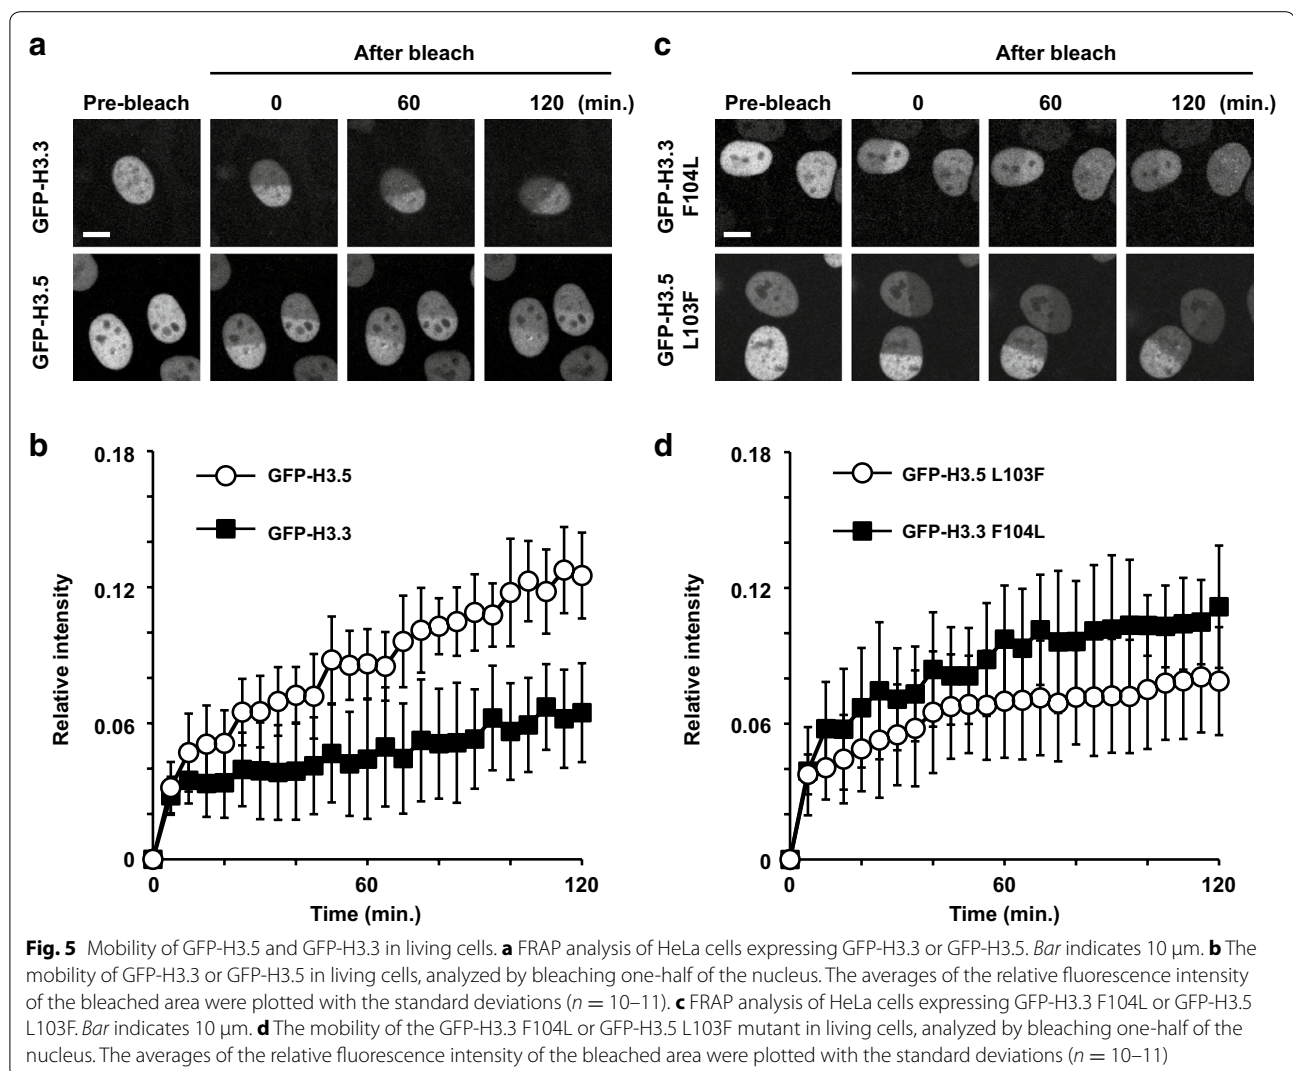 a
After bleach
Pre-bleach 0 60 120 (min.)
GFP-H3.3
GFP-H3.5
c
After bleach
Pre-bleach 0 60 120 (min.)
GFP-H3.3
F104L
GFP-H3.5
L103F
b
0.18
0.12
0.06
0
Relative intensity
GFP-H3.5
GFP-H3.3
0 60 120
Time (min.)
d
0.18
0.12
0.06
0
Relative intensity
GFP-H3.5 L103F
GFP-H3.3 F104L
0 60 120
Time (min.)
Fig. 5 Mobility of GFP-H3.5 and GFP-H3.3 in living cells. a FRAP analysis of HeLa cells expressing GFP-H3.3 or GFP-H3.5. Bar indicates 10 μm. b The
mobility of GFP-H3.3 or GFP-H3.5 in living cells, analyzed by bleaching one-half of the nucleus. The averages of the relative fluorescence intensity
of the bleached area were plotted with the standard deviations (n = 10–11). c FRAP analysis of HeLa cells expressing GFP-H3.3 F104L or GFP-H3.5
L103F. Bar indicates 10 μm. d The mobility of the GFP-H3.3 F104L or GFP-H3.5 L103F mutant in living cells, analyzed by bleaching one-half of the
nucleus. The averages of the relative fluorescence intensity of the bleached area were plotted with the standard deviations (n = 10–11)